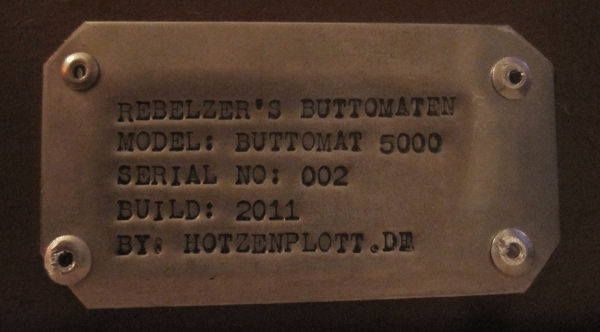 REBELZER'S BUTTOMATEN
MODEL: BUTTOMAT 5000
SERIAL NO: 002
BUILD: 2011
BY: HOTZENPLOTT.DE